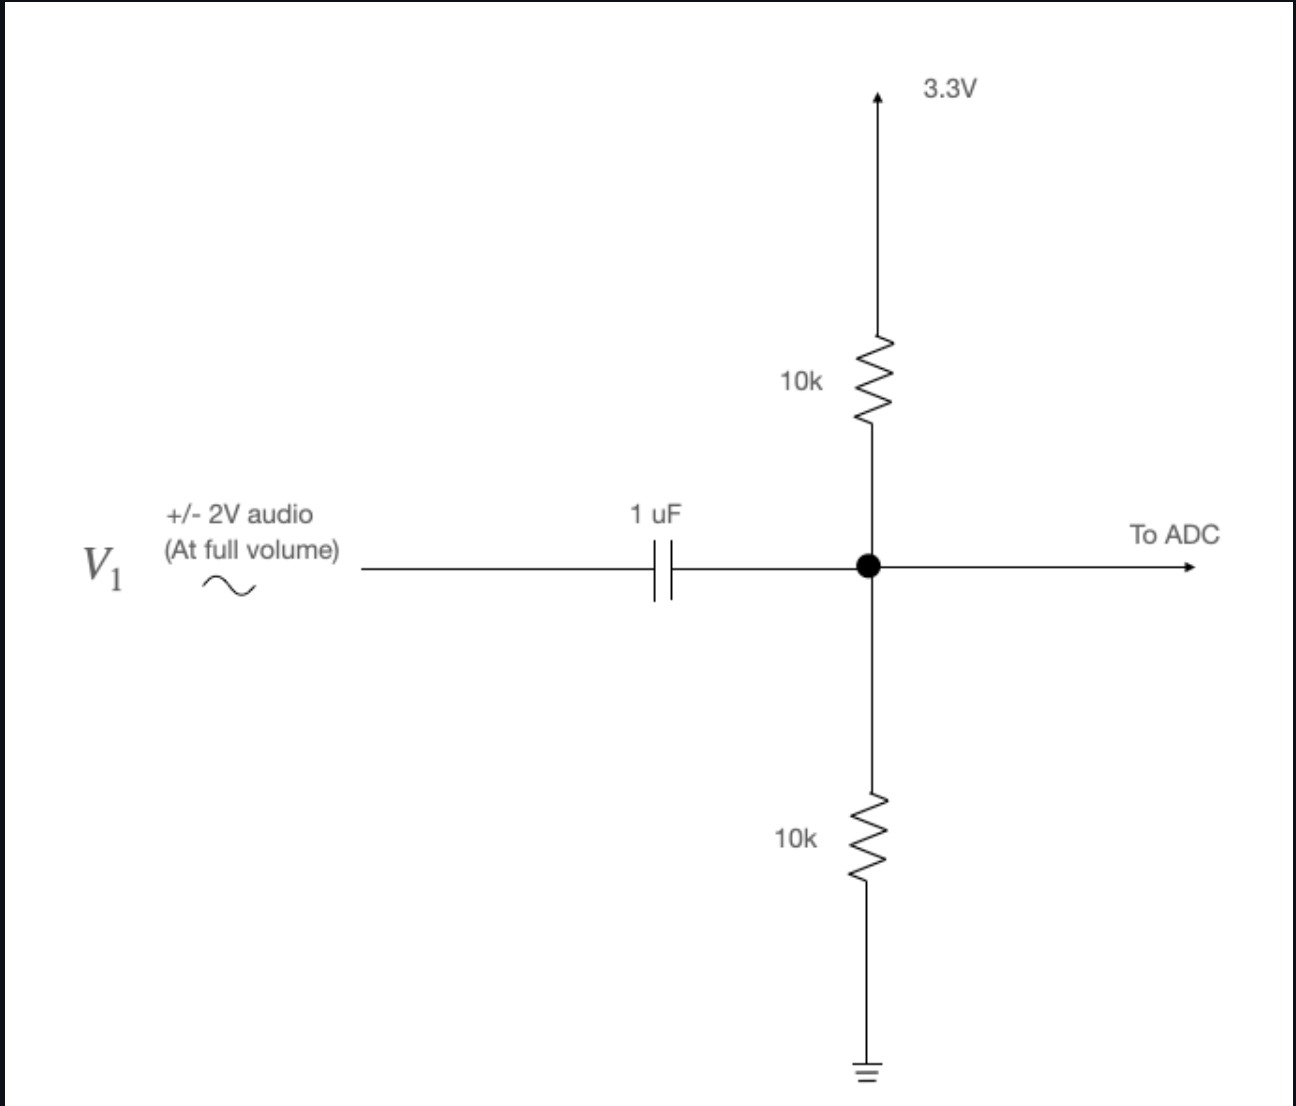 3.3V
10k
+/- 2V audio
(At full volume)
V1
1 uF
To ADC
10k